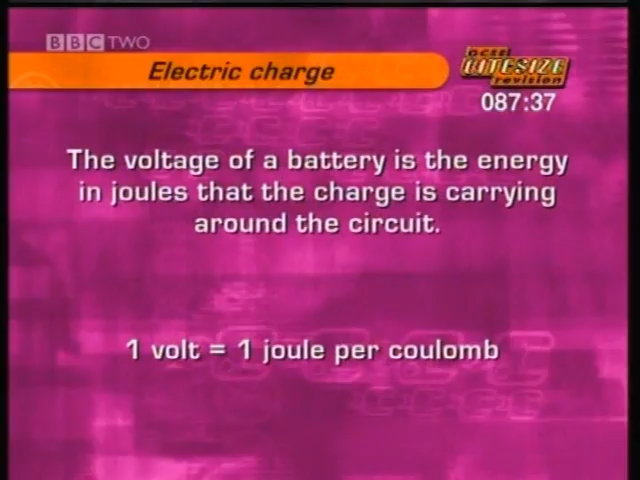 BBC TWO
Electric charge
GCSE
BITESIZE
revision
087:37
The voltage of a battery is the energy
in joules that the charge is carrying
around the circuit.
1 volt = 1 joule per coulomb